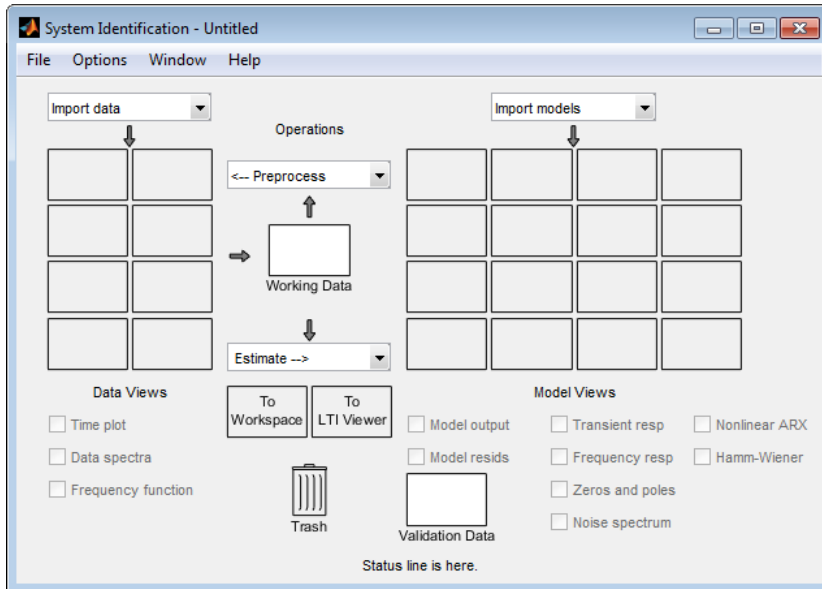 System Identification - Untitled
File Options Window Help
Import data
Import models
Operations
<-- Preprocess
Working Data
Estimate -->
Data Views
Model Views
To Workspace
To LTI Viewer
Time plot
Data spectra
Frequency function
Model output
Model resids
Transient resp
Frequency resp
Zeros and poles
Noise spectrum
Nonlinear ARX
Hamm-Wiener
Trash
Validation Data
Status line is here.